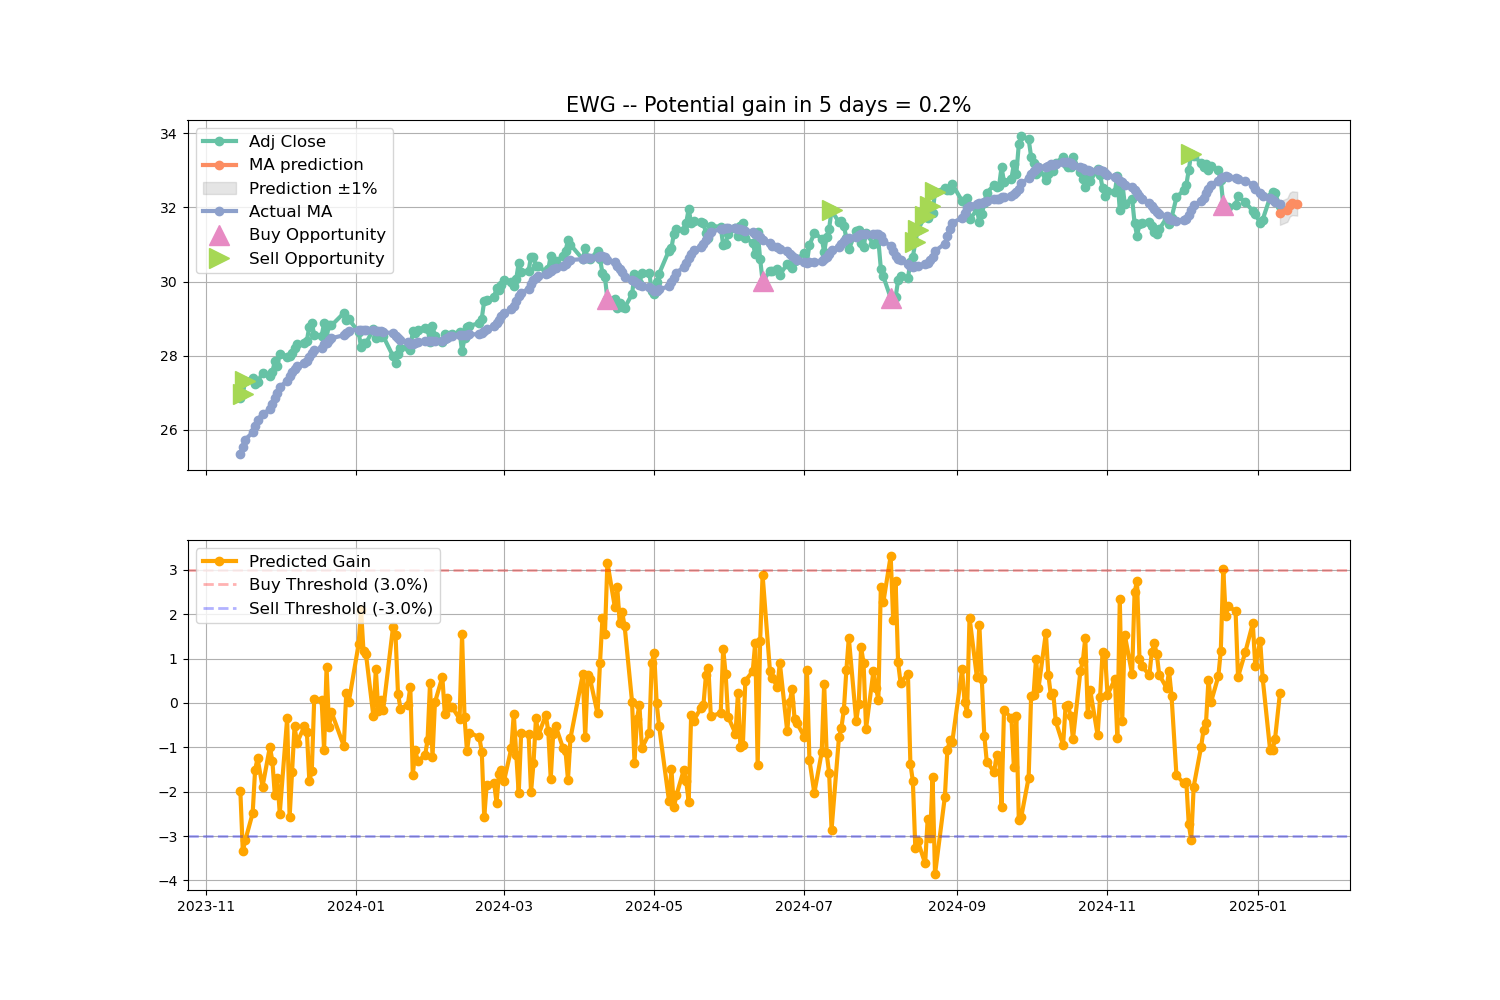 EWG -- Potential gain in 5 days = 0.2%
34
32
30
28
26
Adj Close
MA prediction
Prediction ±1%
Actual MA
Buy Opportunity
Sell Opportunity
3
2
1
0
−1
−2
−3
−4
Predicted Gain
Buy Threshold (3.0%)
Sell Threshold (-3.0%)
2023-11
2024-01
2024-03
2024-05
2024-07
2024-09
2024-11
2025-01